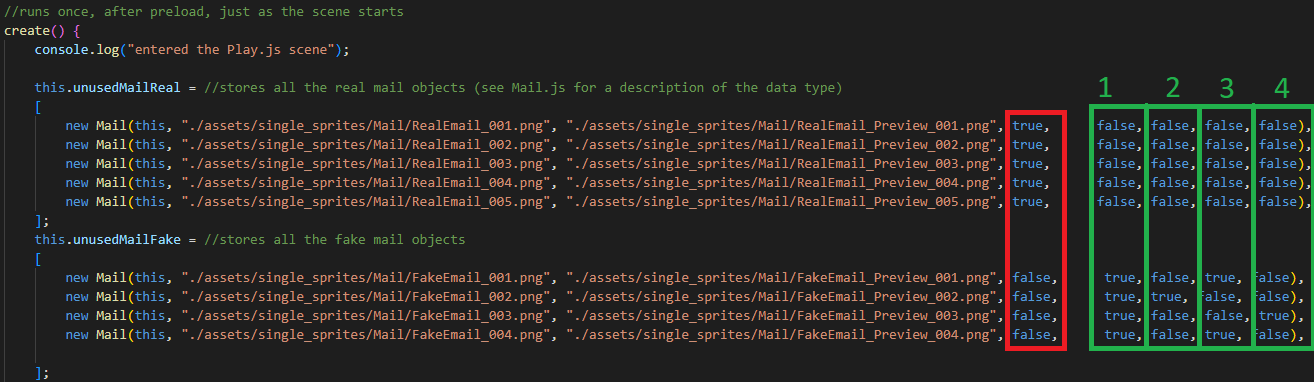 //runs once, after preload, just as the scene starts
create() {
console.log("entered the Play.js scene");
1 2 3 4
this.unusedMailReal = //stores all the real mail objects (see Mail.js for a description of the data type)
[
new Mail(this, "./assets/single_sprites/Mail/RealEmail_001.png", "./assets/single_sprites/Mail/RealEmail_Preview_001.png", true, false, false, false, false),
new Mail(this, "./assets/single_sprites/Mail/RealEmail_002.png", "./assets/single_sprites/Mail/RealEmail_Preview_002.png", true, false, false, false, false),
new Mail(this, "./assets/single_sprites/Mail/RealEmail_003.png", "./assets/single_sprites/Mail/RealEmail_Preview_003.png", true, false, false, false, false),
new Mail(this, "./assets/single_sprites/Mail/RealEmail_004.png", "./assets/single_sprites/Mail/RealEmail_Preview_004.png", true, false, false, false, false),
new Mail(this, "./assets/single_sprites/Mail/RealEmail_005.png", "./assets/single_sprites/Mail/RealEmail_Preview_005.png", true, false, false, false, false),
];
this.unusedMailFake = //stores all the fake mail objects
[
new Mail(this, "./assets/single_sprites/Mail/FakeEmail_001.png", "./assets/single_sprites/Mail/FakeEmail_Preview_001.png", false, true, false, true, false),
new Mail(this, "./assets/single_sprites/Mail/FakeEmail_002.png", "./assets/single_sprites/Mail/FakeEmail_Preview_002.png", false, true, true, false, false),
new Mail(this, "./assets/single_sprites/Mail/FakeEmail_003.png", "./assets/single_sprites/Mail/FakeEmail_Preview_003.png", false, true, false, false, true),
new Mail(this, "./assets/single_sprites/Mail/FakeEmail_004.png", "./assets/single_sprites/Mail/FakeEmail_Preview_004.png", false, true, false, true, false),
];